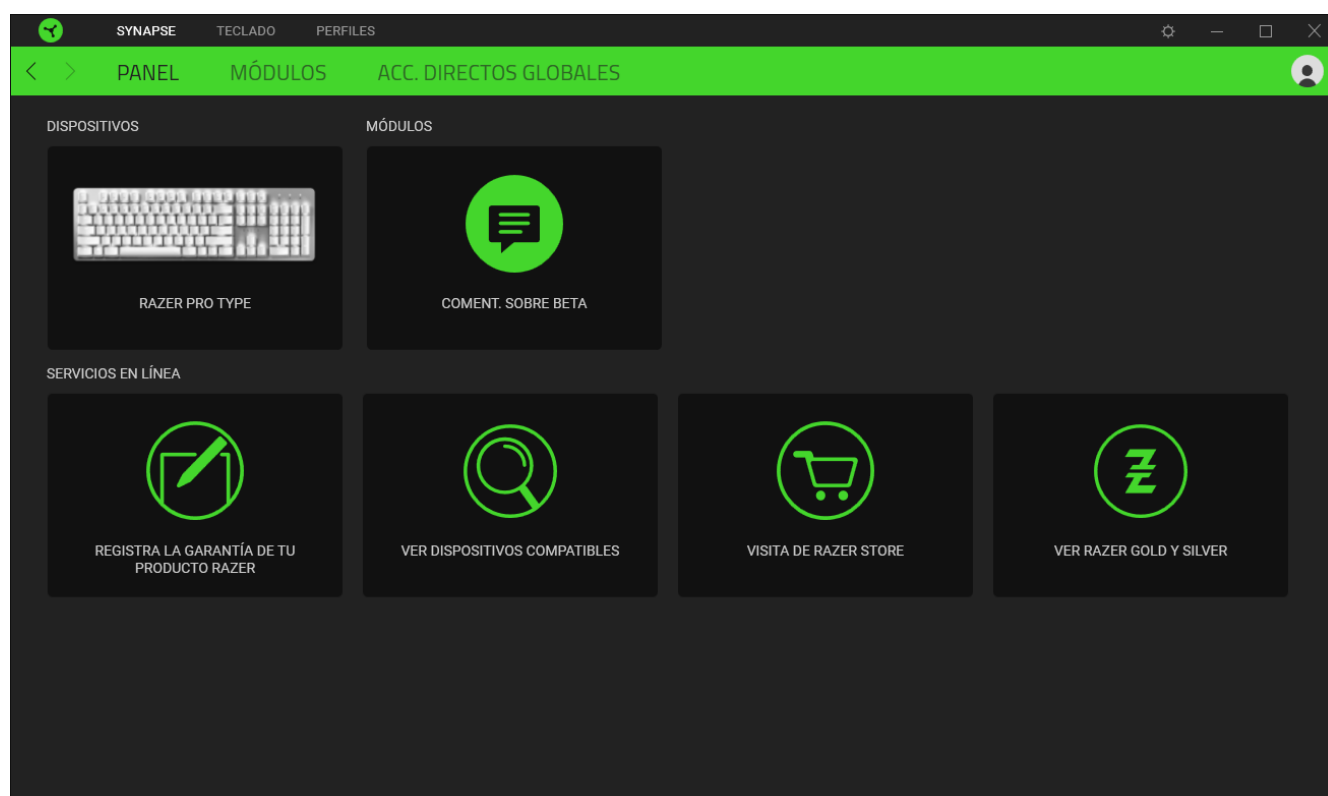 SYNAPSE TECLADO PERFILES
PANEL MÓDULOS ACC. DIRECTOS GLOBALES
DISPOSITIVOS MÓDULOS
RAZER PRO TYPE COMENT. SOBRE BETA
SERVICIOS EN LÍNEA
REGISTRA LA GARANTÍA DE TU
PRODUCTO RAZER
VER DISPOSITIVOS COMPATIBLES
VISITA DE RAZER STORE
VER RAZER GOLD Y SILVER